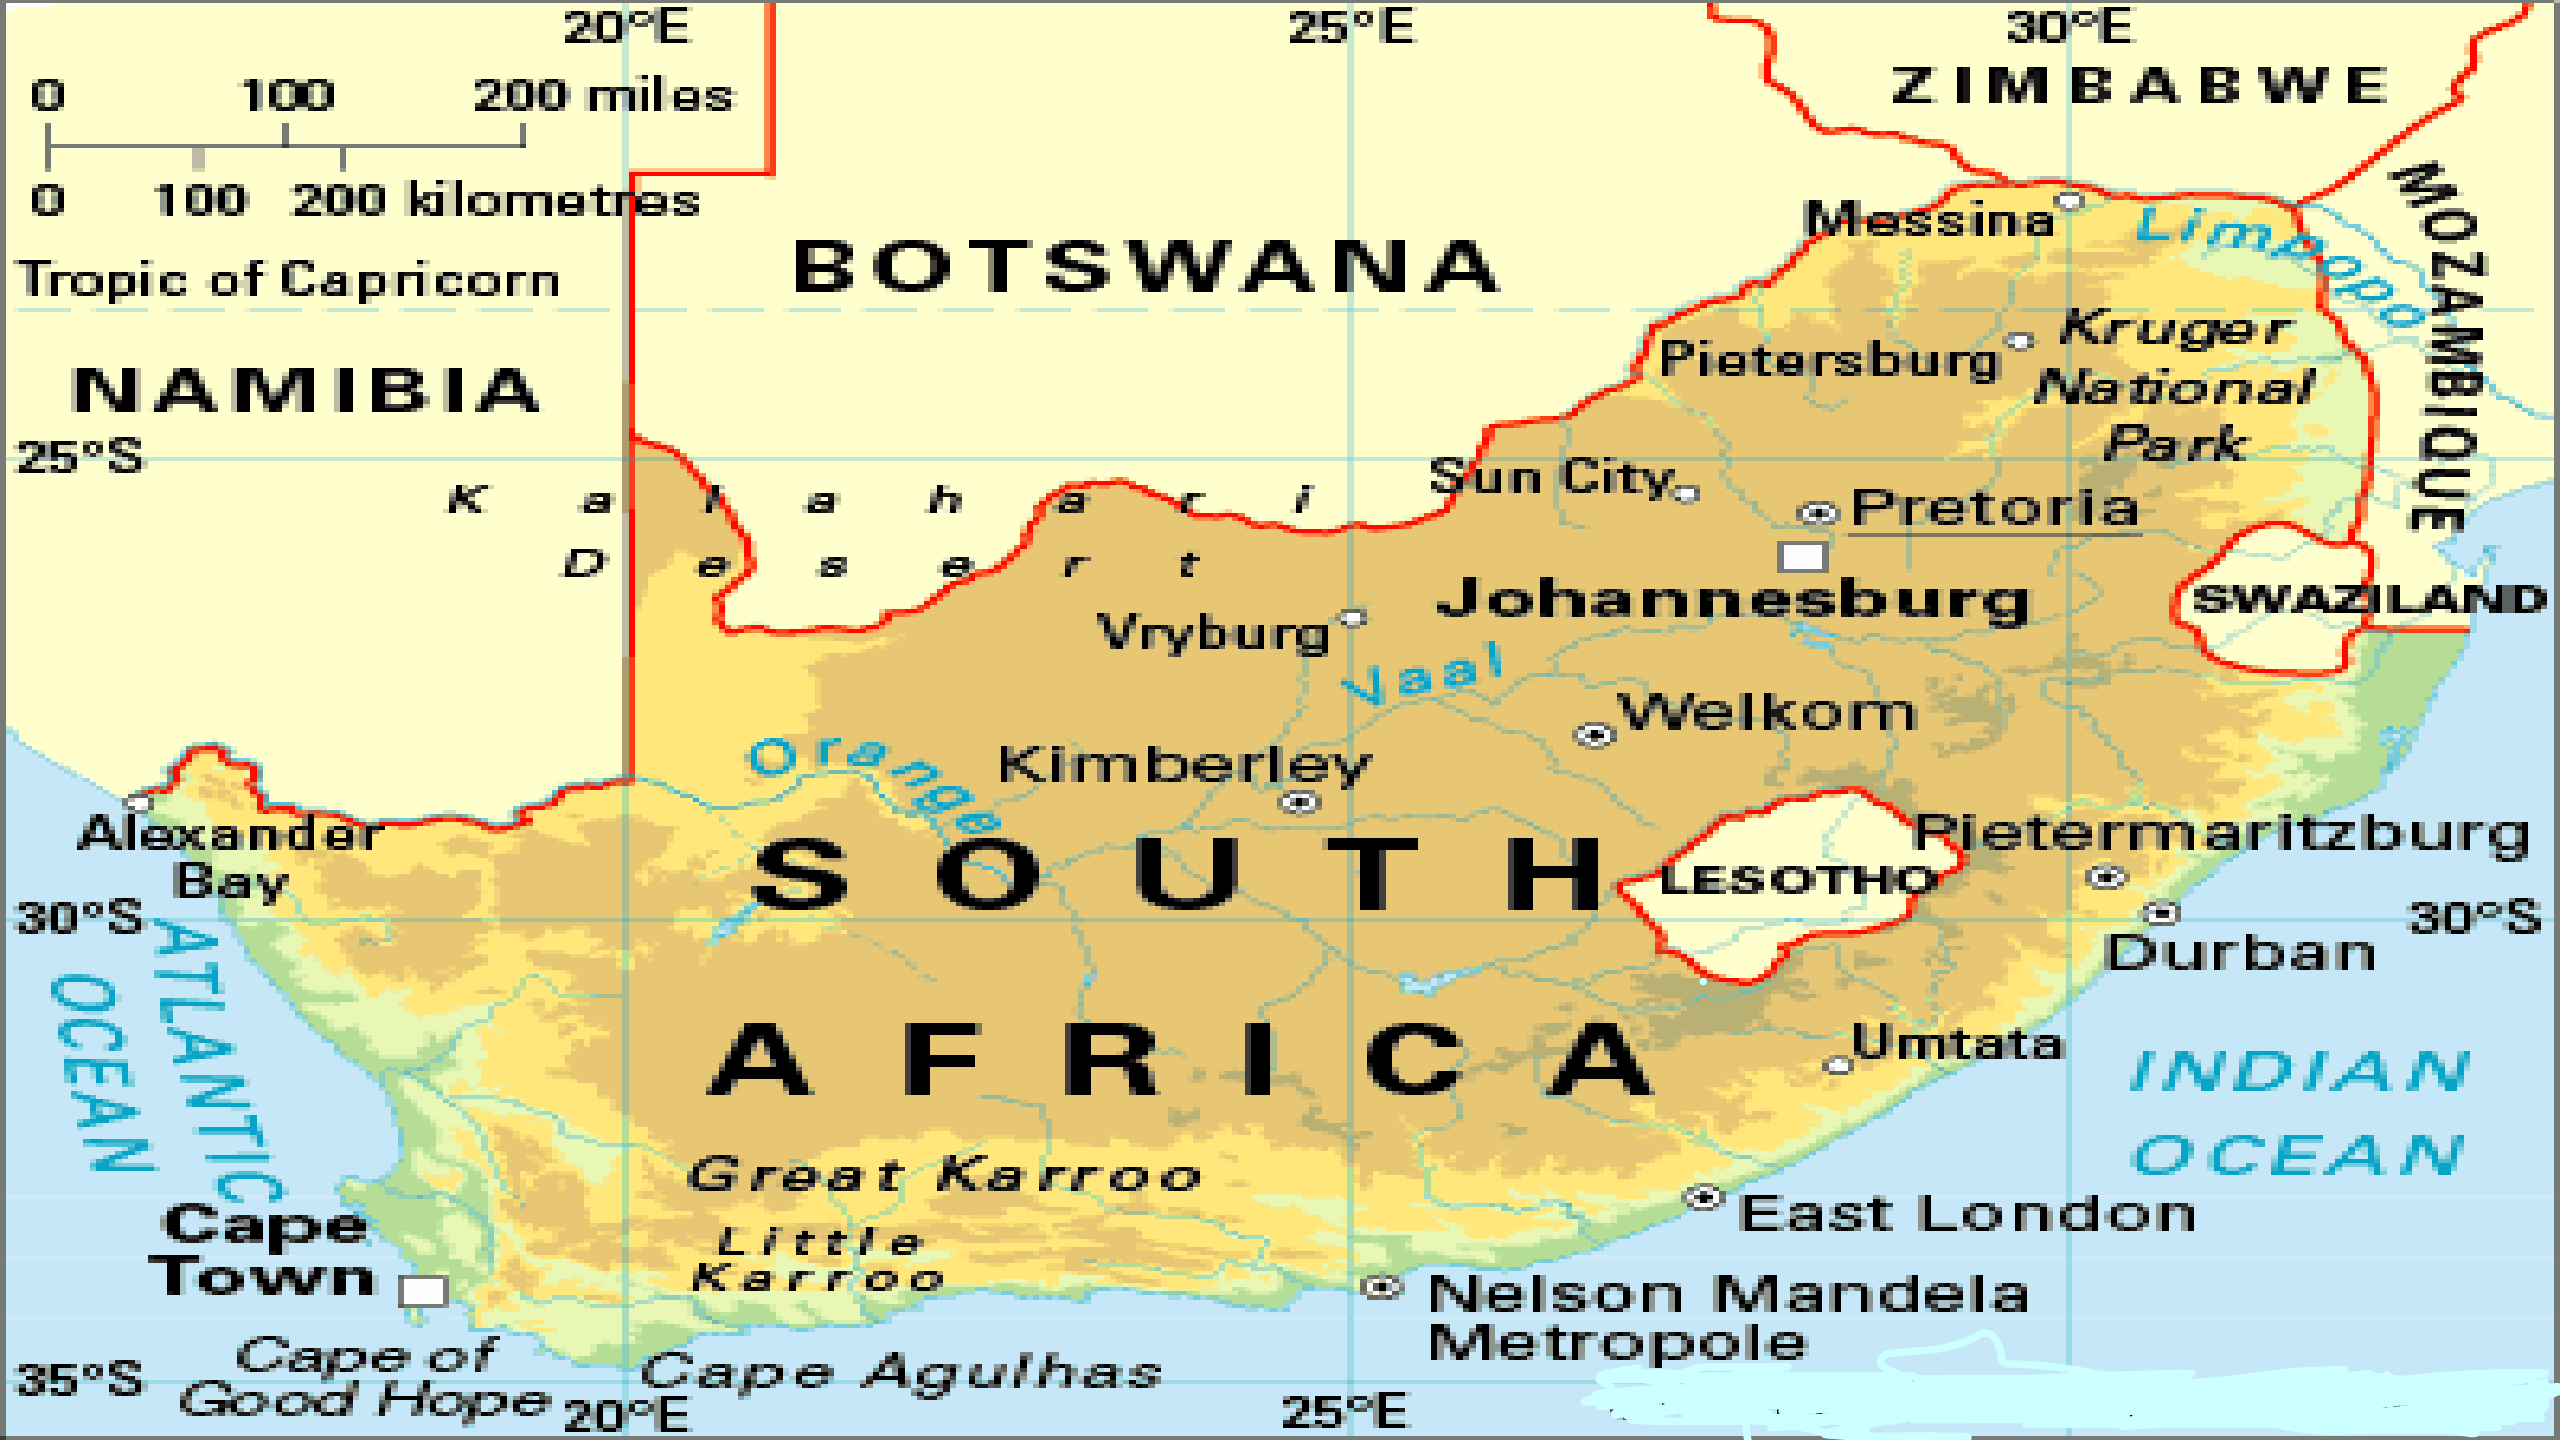 20°E 25°E 30°E
0 100 200 miles
0 100 200 kilometres
ZIMBABWE
Tropic of Capricorn
BOTSWANA
Messina
Limpopo
MOZAMBIQUE
NAMIBIA
Pietersburg
Kruger
National
Park
25°S
Kalahari
Desert
Sun City
Pretoria
Johannesburg
SWAZILAND
Vryburg
Vaal
Welkom
Orange
Kimberley
Alexander
Bay
SOUTH
AFRICA
LESOTHO
Pietermaritzburg
30°S 30°S
Durban
ATLANTIC
OCEAN
Umtata
INDIAN
OCEAN
Great Karroo
Little
Karroo
East London
Cape
Town
Nelson Mandela
Metropole
Cape of
Good Hope
Cape Agulhas
35°S
20°E 25°E